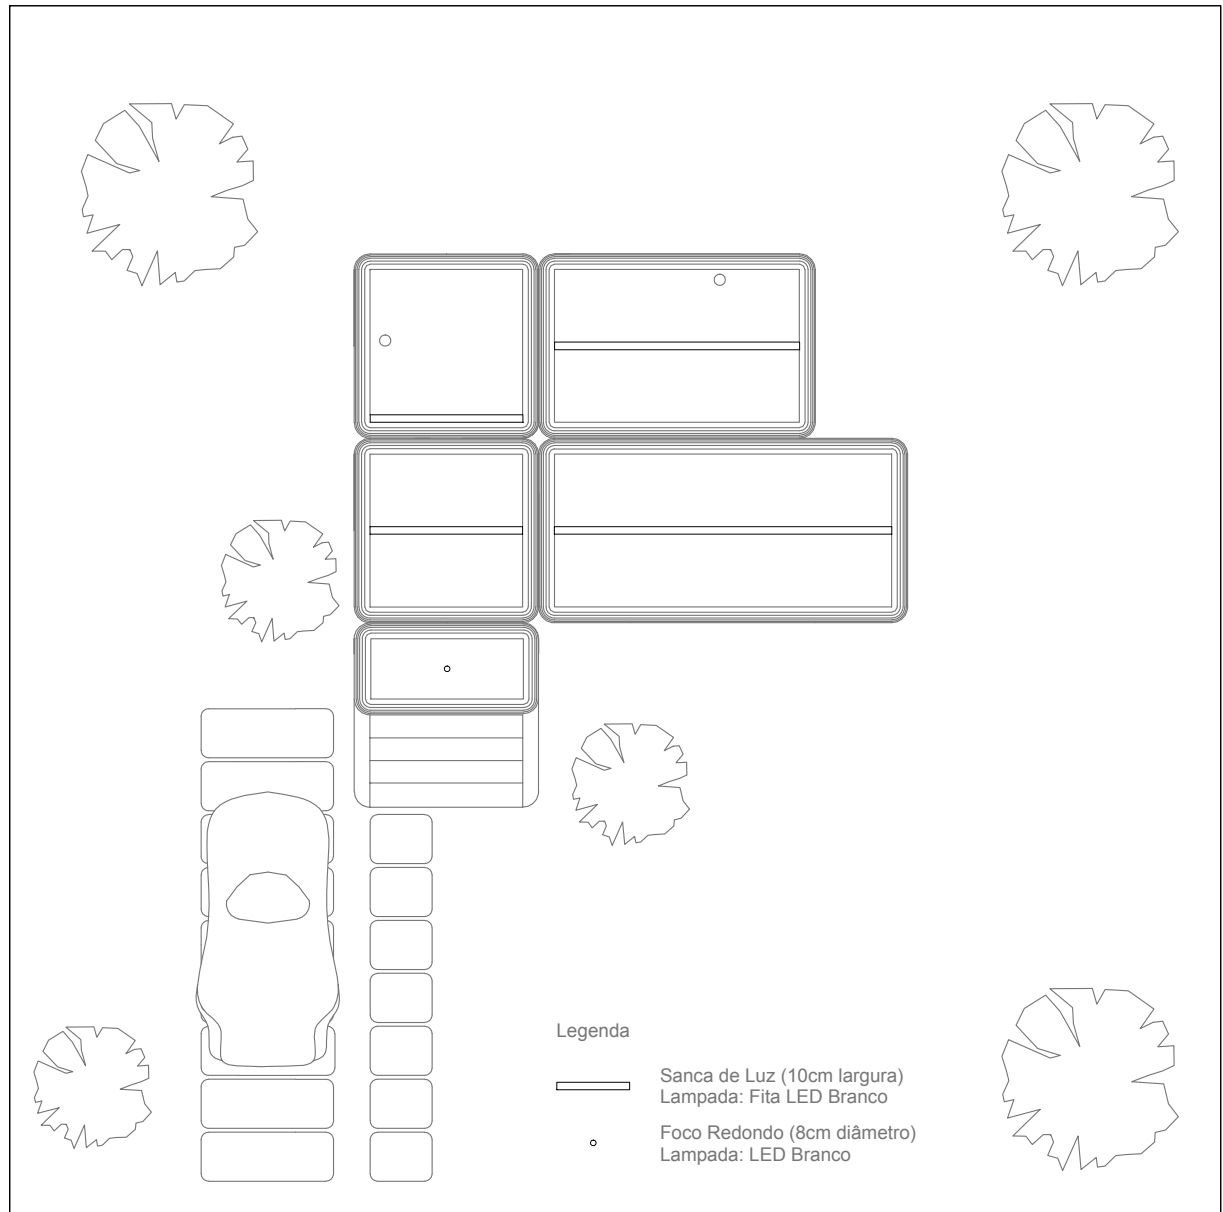 Legenda
Sanca de Luz (10cm largura)
Lampada: Fita LED Branco
Foco Redondo (8cm diâmetro)
Lampada: LED Branco